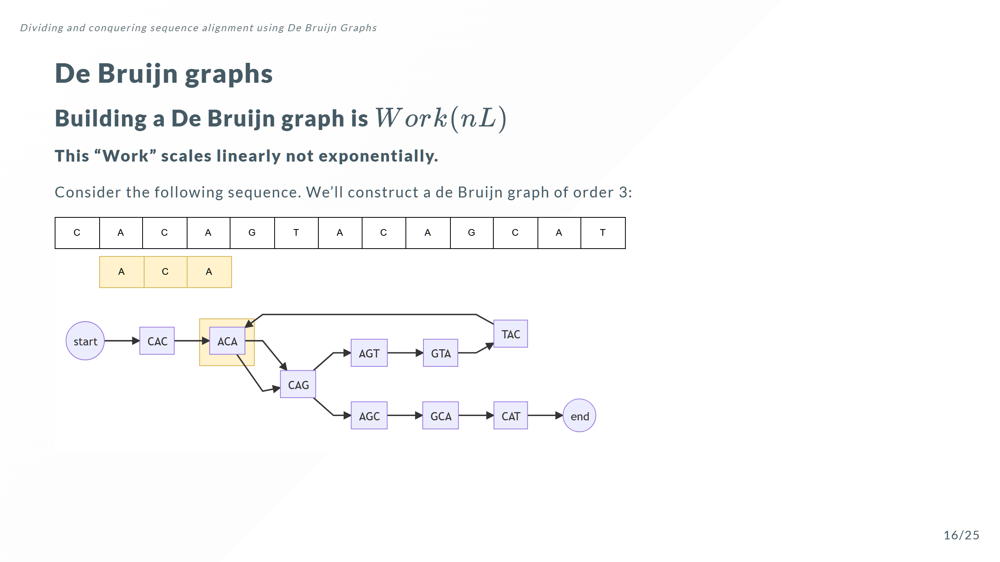 Dividing and conquering sequence alignment using De Bruijn Graphs
De Bruijn graphs
Building a De Bruijn graph is Work(nL)
This “Work” scales linearly not exponentially.
Consider the following sequence. We’ll construct a de Bruijn graph of order 3:
C A C A G T A C A G C A T
A C A
start CAC ACA TAC
AGT GTA
CAG
AGC GCA CAT end
16/25